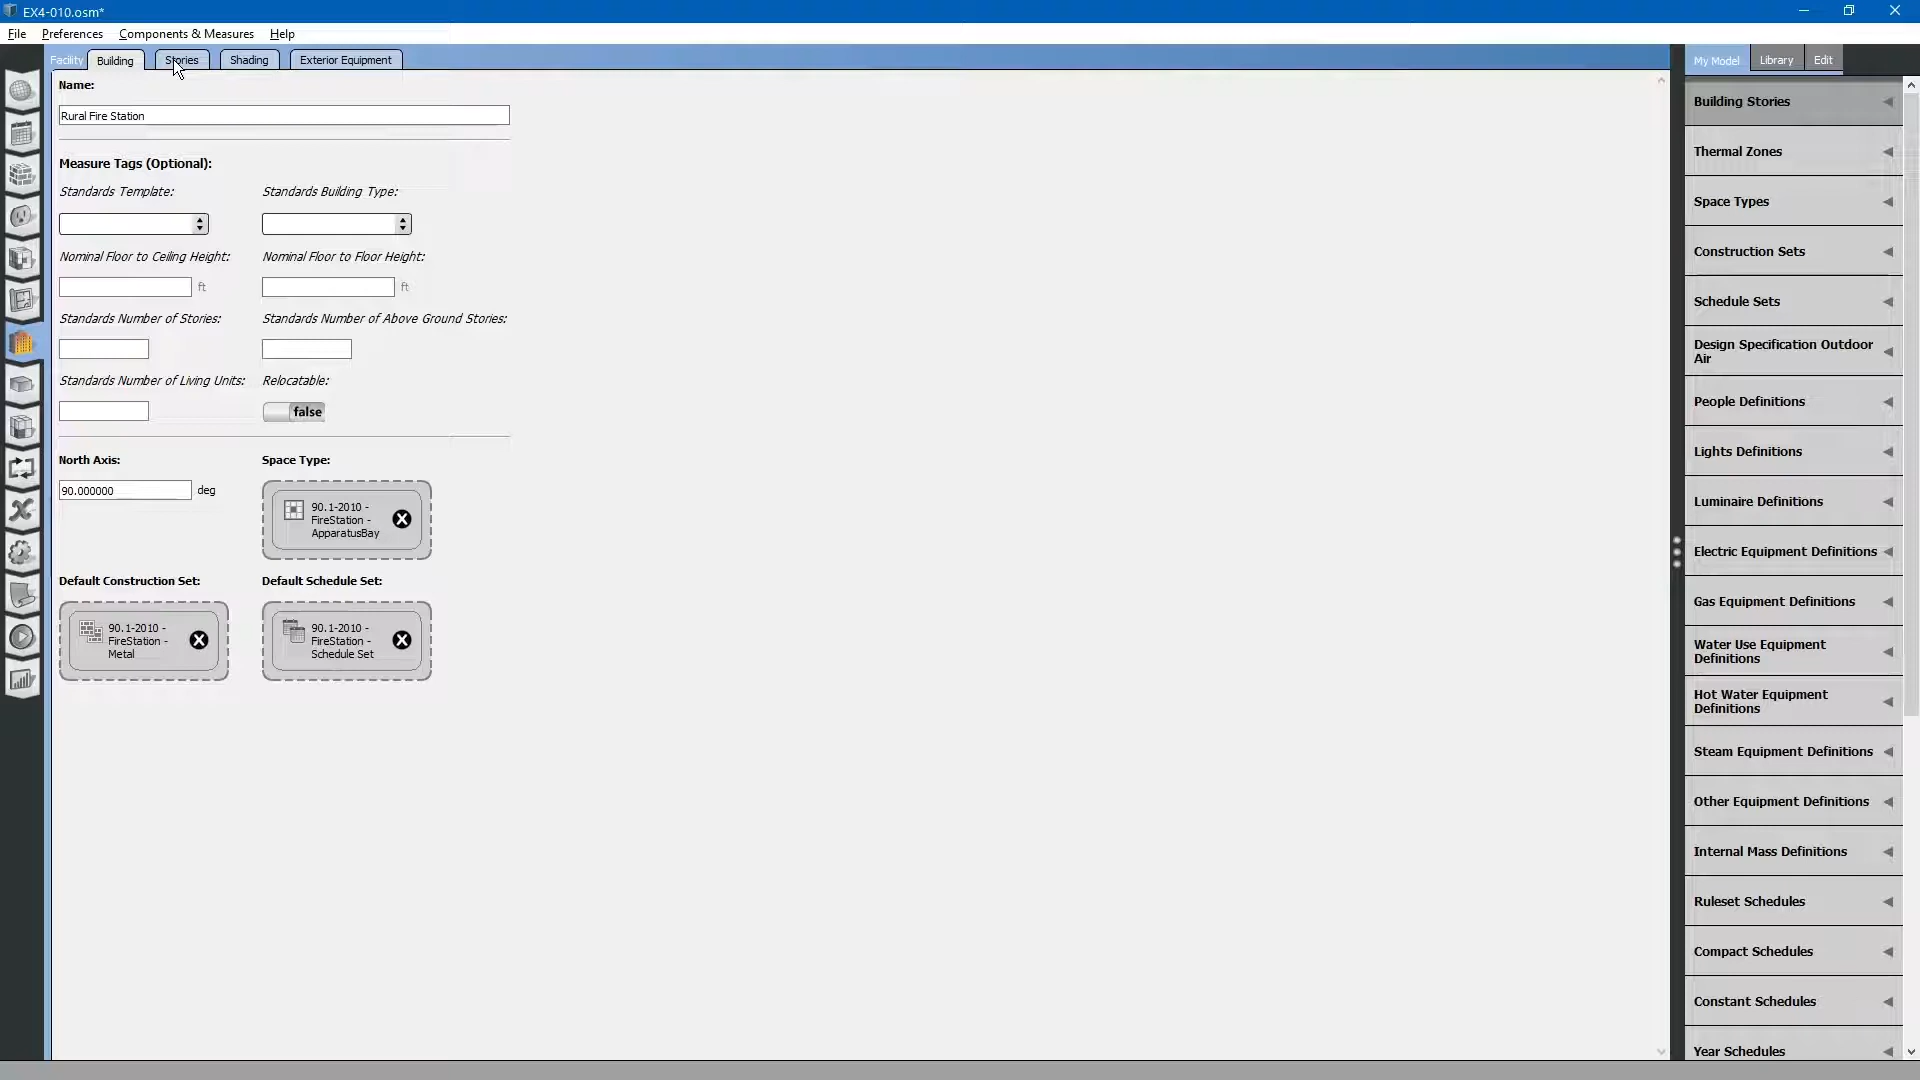 EX4-010.osm*
File Preferences Components & Measures Help
Facility Building Stories Shading Exterior Equipment
My Model Library Edit
Name:
Rural Fire Station
Measure Tags (Optional):
Standards Template: Standards Building Type:
Nominal Floor to Ceiling Height: Nominal Floor to Floor Height:
ft ft
Standards Number of Stories: Standards Number of Above Ground Stories:
Standards Number of Living Units: Relocatable:
false
North Axis: Space Type:
90.000000 deg
90.1-2010 -
FireStation -
ApparatusBay
Default Construction Set: Default Schedule Set:
90.1-2010 -
FireStation -
Metal
90.1-2010 -
FireStation -
Schedule Set
Building Stories
Thermal Zones
Space Types
Construction Sets
Schedule Sets
Design Specification Outdoor
Air
People Definitions
Lights Definitions
Luminaire Definitions
Electric Equipment Definitions
Gas Equipment Definitions
Water Use Equipment
Definitions
Hot Water Equipment
Definitions
Steam Equipment Definitions
Other Equipment Definitions
Internal Mass Definitions
Ruleset Schedules
Compact Schedules
Constant Schedules
Year Schedules